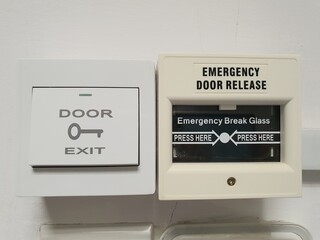 DOOR
EXIT
EMERGENCY
DOOR RELEASE
Emergency Break Glass
PRESS HERE PRESS HERE